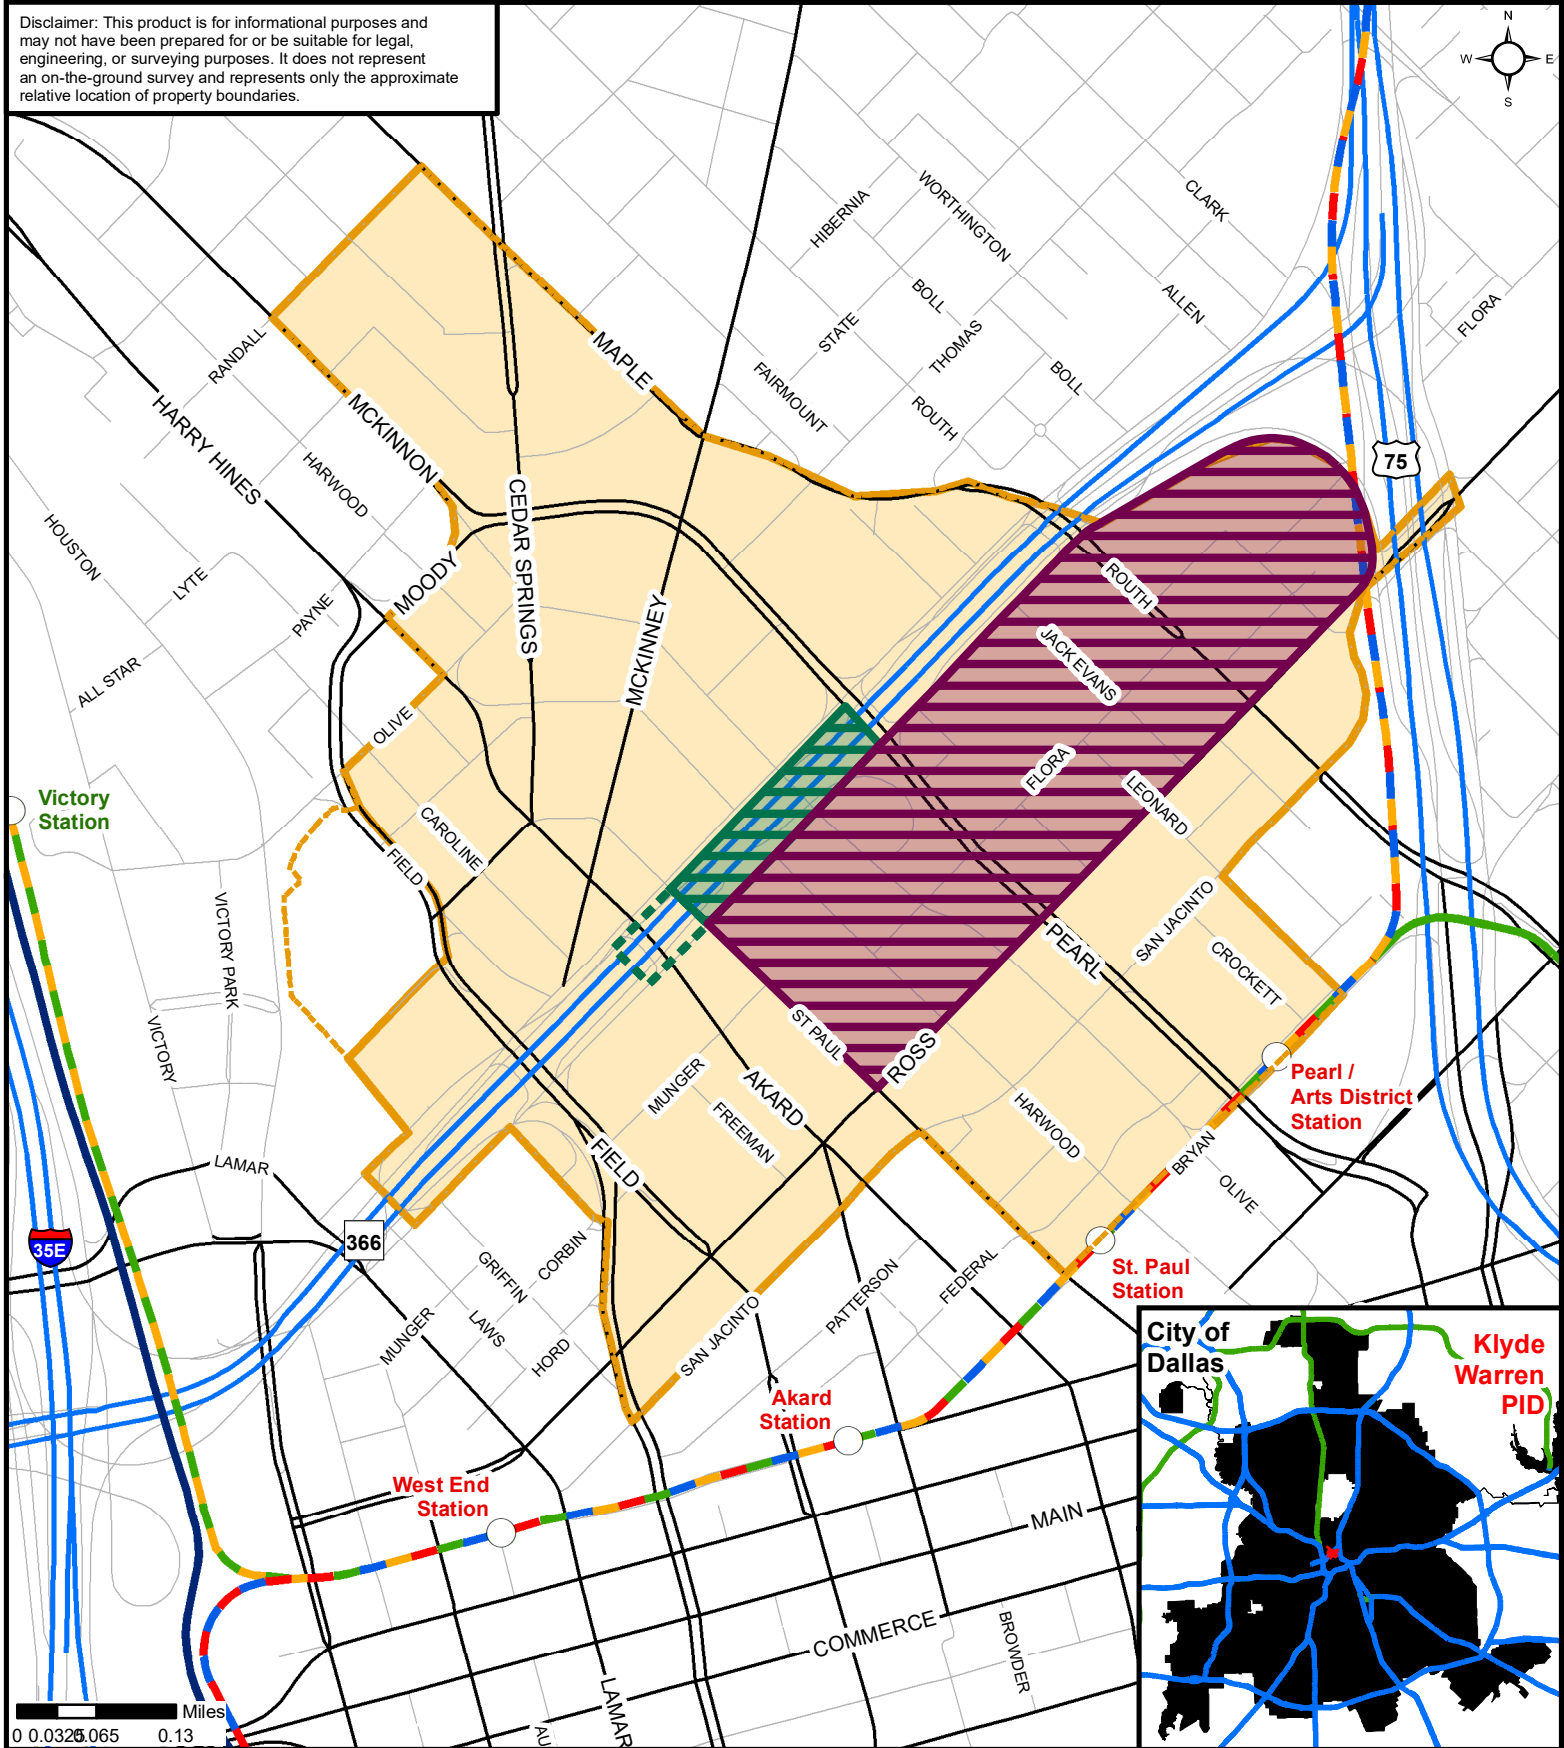 Disclaimer: This product is for informational purposes and
may not have been prepared for or be suitable for legal,
engineering, or surveying purposes. It does not represent
an on-the-ground survey and represents only the approximate
relative location of property boundaries.
N
W
E
S
HIBERNIA
WORTHINGTON
CLARK
BOLL
ALLEN
STATE
THOMAS
FLORA
RANDALL
MAPLE
FAIRMOUNT
BOLL
ROUTH
MCKINNON
HARRY HINES
HARWOOD
75
CEDAR SPRINGS
HOUSTON
LYTE
PAYNE
MOODY
ROUTH
MCKINNEY
JACK EVANS
ALL STAR
OLIVE
FLORA
LEONARD
Victory
Station
CAROLINE
FIELD
VICTORY PARK
SAN JACINTO
PEARL
CROCKETT
VICTORY
ST PAUL
ROSS
MUNGER
AKARD
FREEMAN
HARWOOD
Pearl /
Arts District
Station
BRYAN
LAMAR
FIELD
OLIVE
35E
366
GRIFFIN
CORBIN
PATTERSON
FEDERAL
St. Paul
Station
MUNGER
LAWS
HORD
SAN JACINTO
Akard
Station
City of
Dallas
Klyde
Warren
PID
West End
Station
MAIN
COMMERCE
BROWDER
LAMAR
AU
Miles
0 0.0325 0.065 0.13